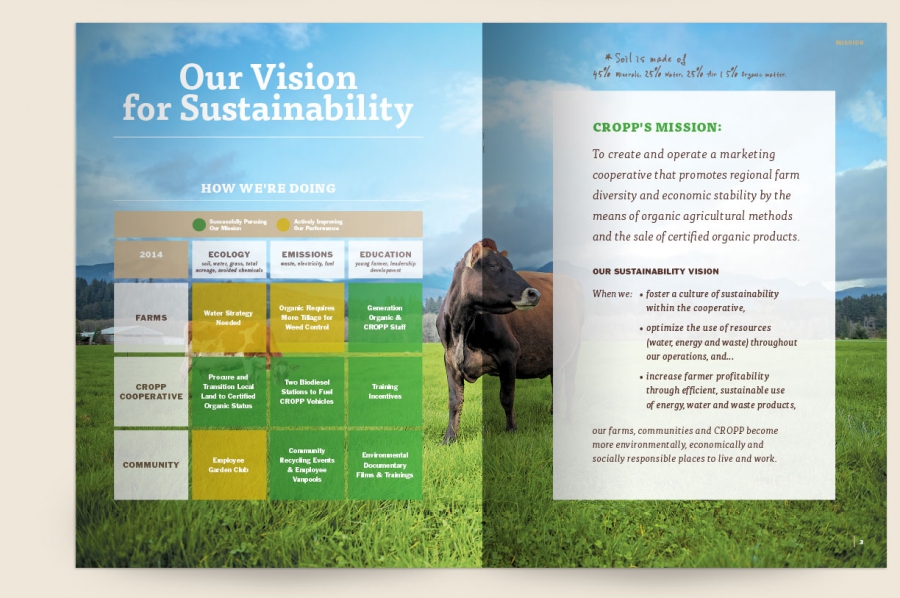 Our Vision
for Sustainability
HOW WE'RE DOING
Successfully Pursuing
Our Mission
Actively Improving
Our Performance
2014
ECOLOGY
soil, water, grass, total
acreage, avoided chemicals
EMISSIONS
waste, electricity, fuel
EDUCATION
young farmer, leadership
development
FARMS
Water Strategy
Needed
Organic Requires
More Tillage for
Weed Control
Generation
Organic &
CROPP Staff
CROPP
COOPERATIVE
Procure and
Transition Local
Land to Certified
Organic Status
Two Biodiesel
Stations to Fuel
CROPP Vehicles
Training
Incentives
COMMUNITY
Employee
Garden Club
Community
Recycling Events
& Employee
Vanpools
Environmental
Documentary
Films & Trainings
MISSION
* Soil is made of
45% Minerals, 25% Water, 25% Air | 5% Organic matter
CROPP'S MISSION:
To create and operate a marketing
cooperative that promotes regional farm
diversity and economic stability by the
means of organic agricultural methods
and the sale of certified organic products.
OUR SUSTAINABILITY VISION
When we: • foster a culture of sustainability
within the cooperative,
• optimize the use of resources
(water, energy and waste) throughout
our operations, and...
• increase farmer profitability
through efficient, sustainable use
of energy, water and waste products,
our farms, communities and CROPP become
more environmentally, economically and
socially responsible places to live and work.
| 3